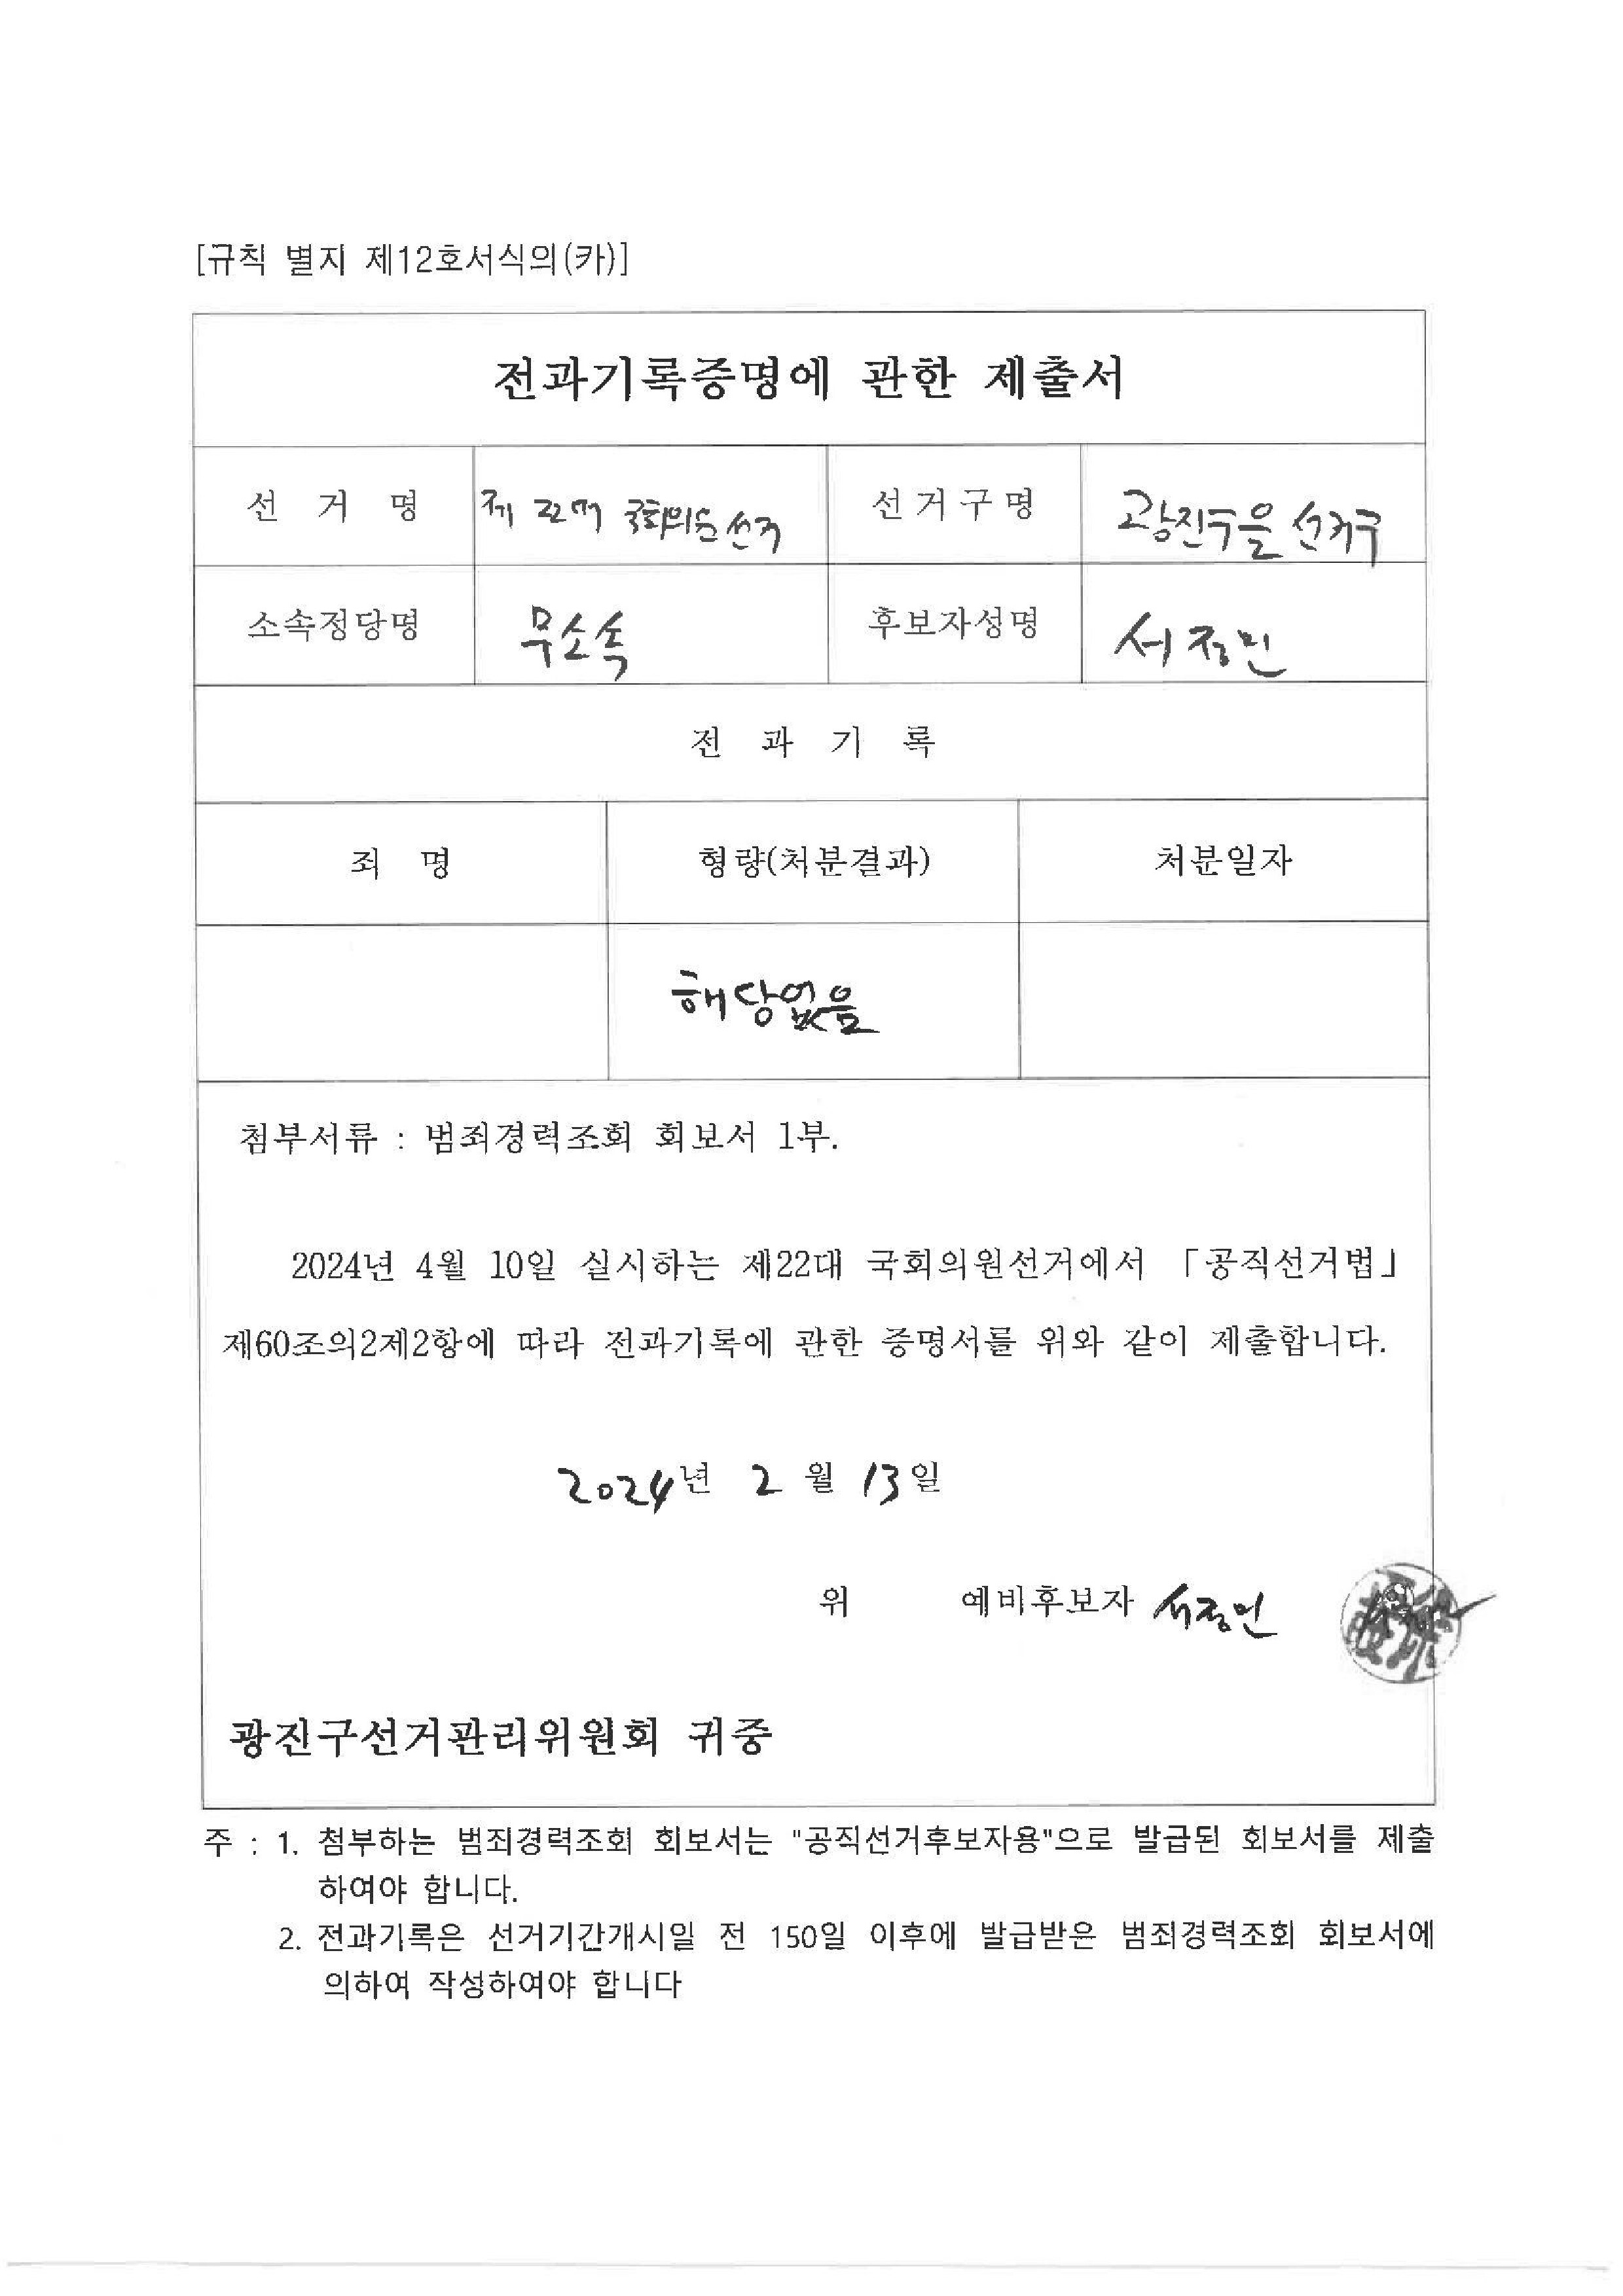 [규칙 별지 제12호서식의(카)]
전과기록증명에 관한 제출서
선 거 명 제 22대 국회의원 선거 선거구명 광진구을 선거구
소속정당명 무소속 후보자성명 서정민
전 과 기 록
죄 명 형량(처분결과) 처분일자
해당없음
첨부서류 : 범죄경력조회 회보서 1부.
2024년 4월 10일 실시하는 제22대 국회의원선거에서 「공직선거법」
제60조의2제2항에 따라 전과기록에 관한 증명서를 위와 같이 제출합니다.
2024년 2 월 13일
위 예비후보자 서정민
광진구선거관리위원회 귀중
주 : 1. 첨부하는 범죄경력조회 회보서는 "공직선거후보자용"으로 발급된 회보서를 제출
하여야 합니다.
2. 전과기록은 선거기간개시일 전 150일 이후에 발급받은 범죄경력조회 회보서에
의하여 작성하여야 합니다